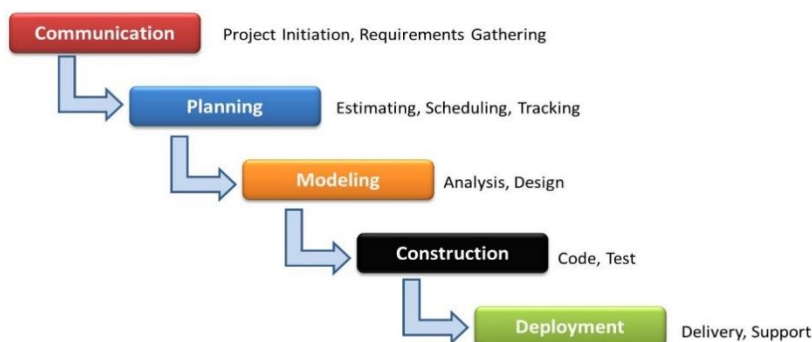 Communication Project Initiation, Requirements Gathering
Planning Estimating, Scheduling, Tracking
Modeling Analysis, Design
Construction Code, Test
Deployment Delivery, Support